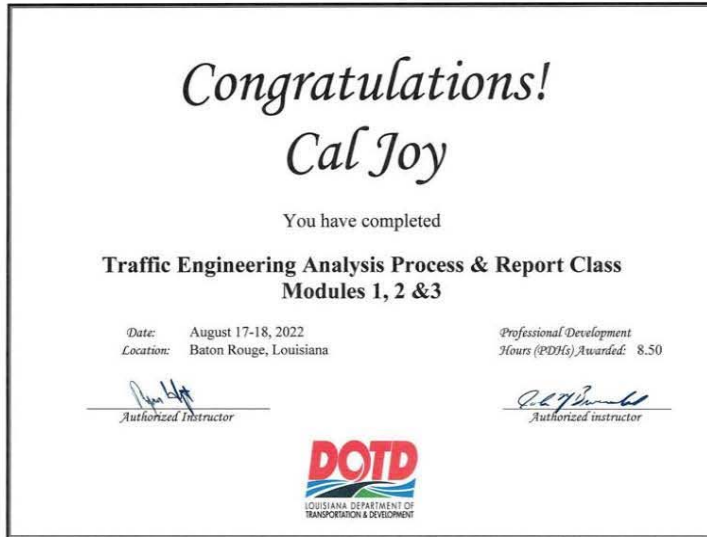 Congratulations!
Cal Joy
You have completed
Traffic Engineering Analysis Process & Report Class
Modules 1, 2 &3
Date: August 17-18, 2022
Location: Baton Rouge, Louisiana
Professional Development
Hours (PDHs) Awarded: 8.50
Authorized Instructor
Authorized instructor
DOTD
LOUISIANA DEPARTMENT OF
TRANSPORTATION & DEVELOPMENT